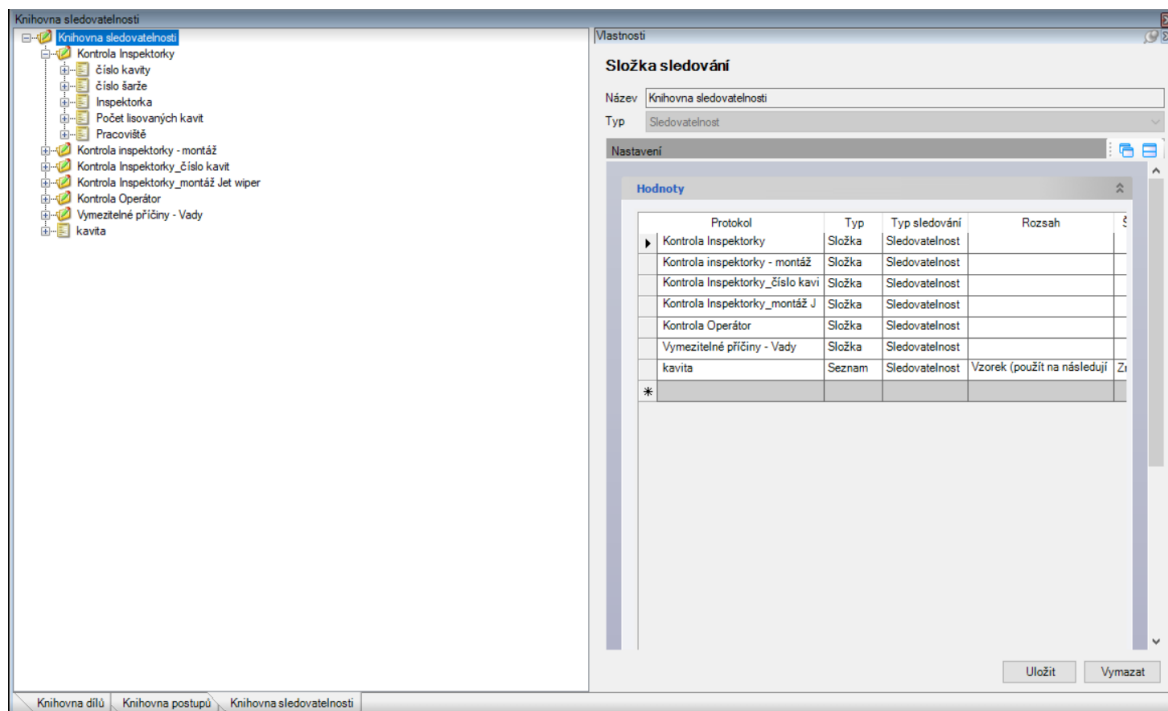 Knihovna sledovatelnosti
Knihovna sledovatelnosti
Kontrola Inspektorky
číslo kavity
číslo šarže
Inspektorka
Počet lisovaných kavit
Pracoviště
Kontrola inspektorky - montáž
Kontrola Inspektorky_číslo kavit
Kontrola Inspektorky_montáž Jet wiper
Kontrola Operátor
Vymezitelné příčiny - Vady
kavita
Knihovna dílů Knihovna postupů Knihovna sledovatelnosti
Vlastnosti
Složka sledování
Název Knihovna sledovatelnosti
Typ Sledovatelnost
Nastavení
Hodnoty
Protokol Typ Typ sledování Rozsah
Kontrola Inspektorky Složka Sledovatelnost
Kontrola inspektorky - montáž Složka Sledovatelnost
Kontrola Inspektorky_číslo kavi Složka Sledovatelnost
Kontrola Inspektorky_montáž J Složka Sledovatelnost
Kontrola Operátor Složka Sledovatelnost
Vymezitelné příčiny - Vady Složka Sledovatelnost
kavita Seznam Sledovatelnost Vzorek (použít na následují
Uložit Vymazat